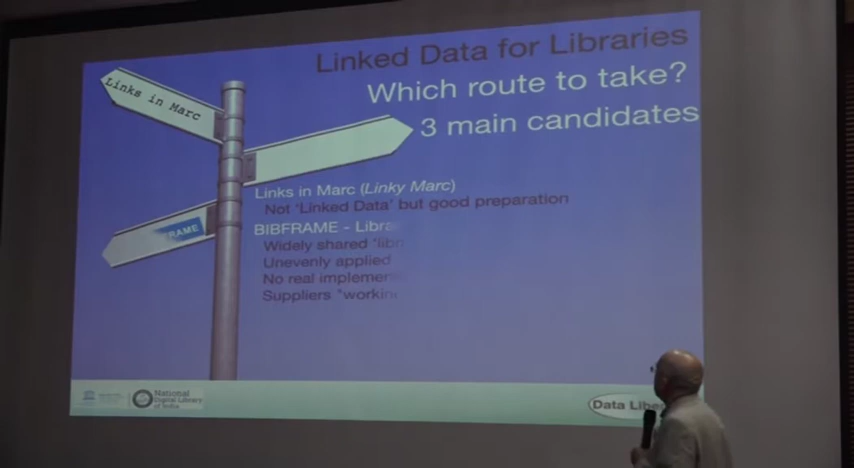 Linked Data for Libraries
Which route to take?
3 main candidates
Links in Marc
Links in Marc (Linky Marc)
Not 'Linked Data' but good preparation
BIBFRAME - Libra
Widely shared 'libr
Unevenly applied
No real implemen
Suppliers "workin
RAME
National
Digital Library
of India
Data Libe